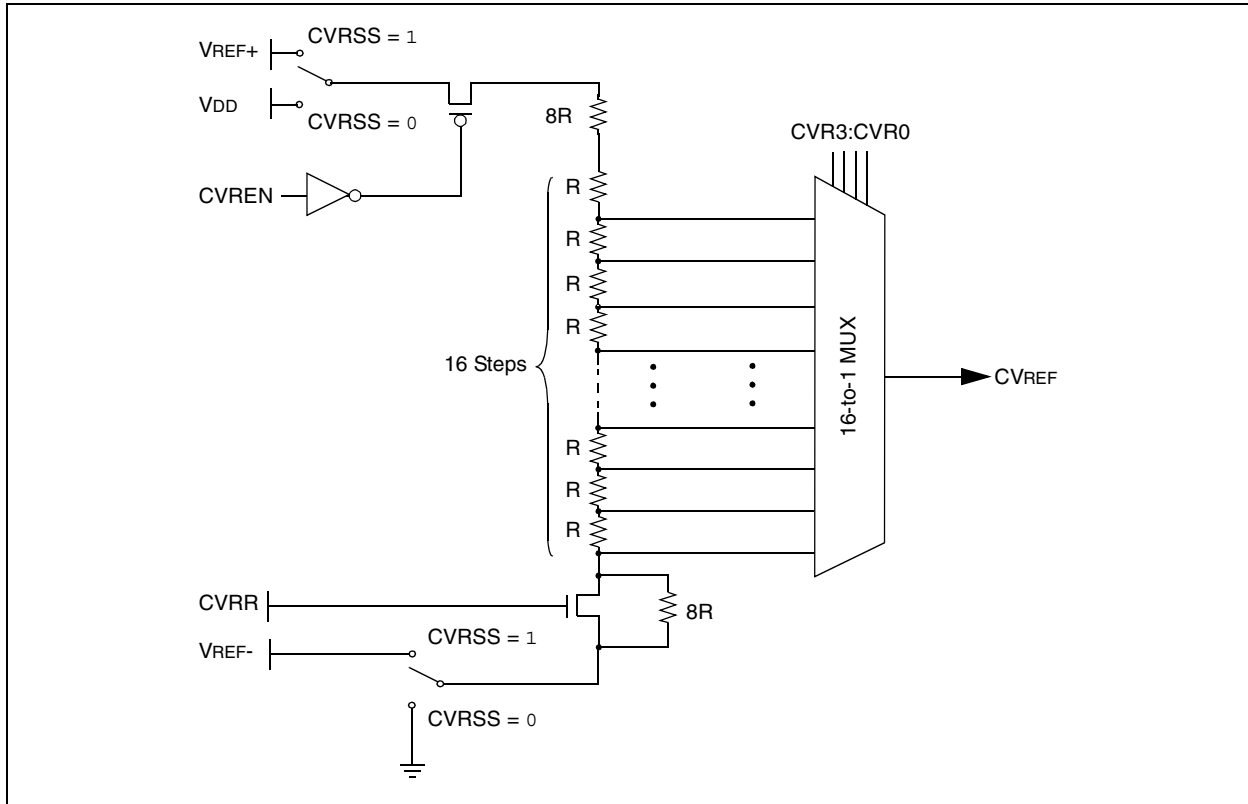 CVRSS = 1
VREF+
VDD
CVRSS = 0
8R
CVR3:CVR0
CVREN
R
R
R
R
16 Steps
16-to-1 MUX
CVREF
R
R
R
CVRR
8R
CVRSS = 1
VREF-
CVRSS = 0